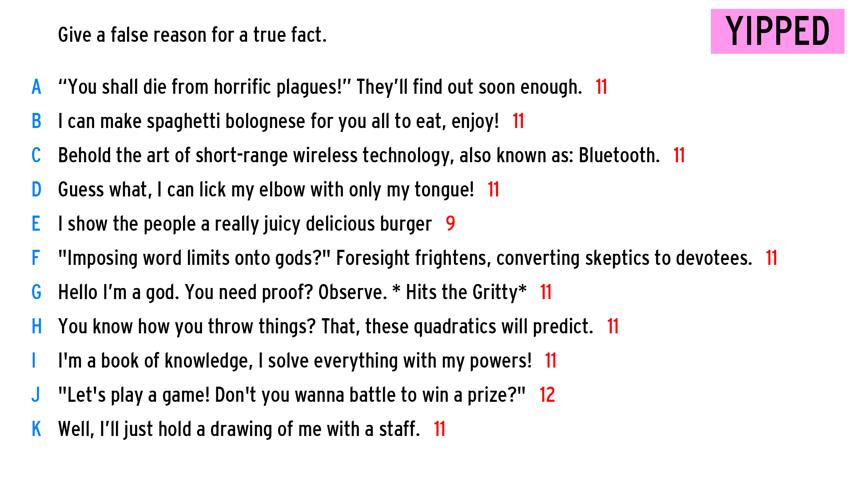 Give a false reason for a true fact.
YIPPED
A “You shall die from horrific plagues!” They’ll find out soon enough. 11
B I can make spaghetti bolognese for you all to eat, enjoy! 11
C Behold the art of short-range wireless technology, also known as: Bluetooth. 11
D Guess what, I can lick my elbow with only my tongue! 11
E I show the people a really juicy delicious burger 9
F "Imposing word limits onto gods?" Foresight frightens, converting skeptics to devotees. 11
G Hello I’m a god. You need proof? Observe. * Hits the Gritty* 11
H You know how you throw things? That, these quadratics will predict. 11
I I'm a book of knowledge, I solve everything with my powers! 11
J "Let's play a game! Don't you wanna battle to win a prize?" 12
K Well, I’ll just hold a drawing of me with a staff. 11